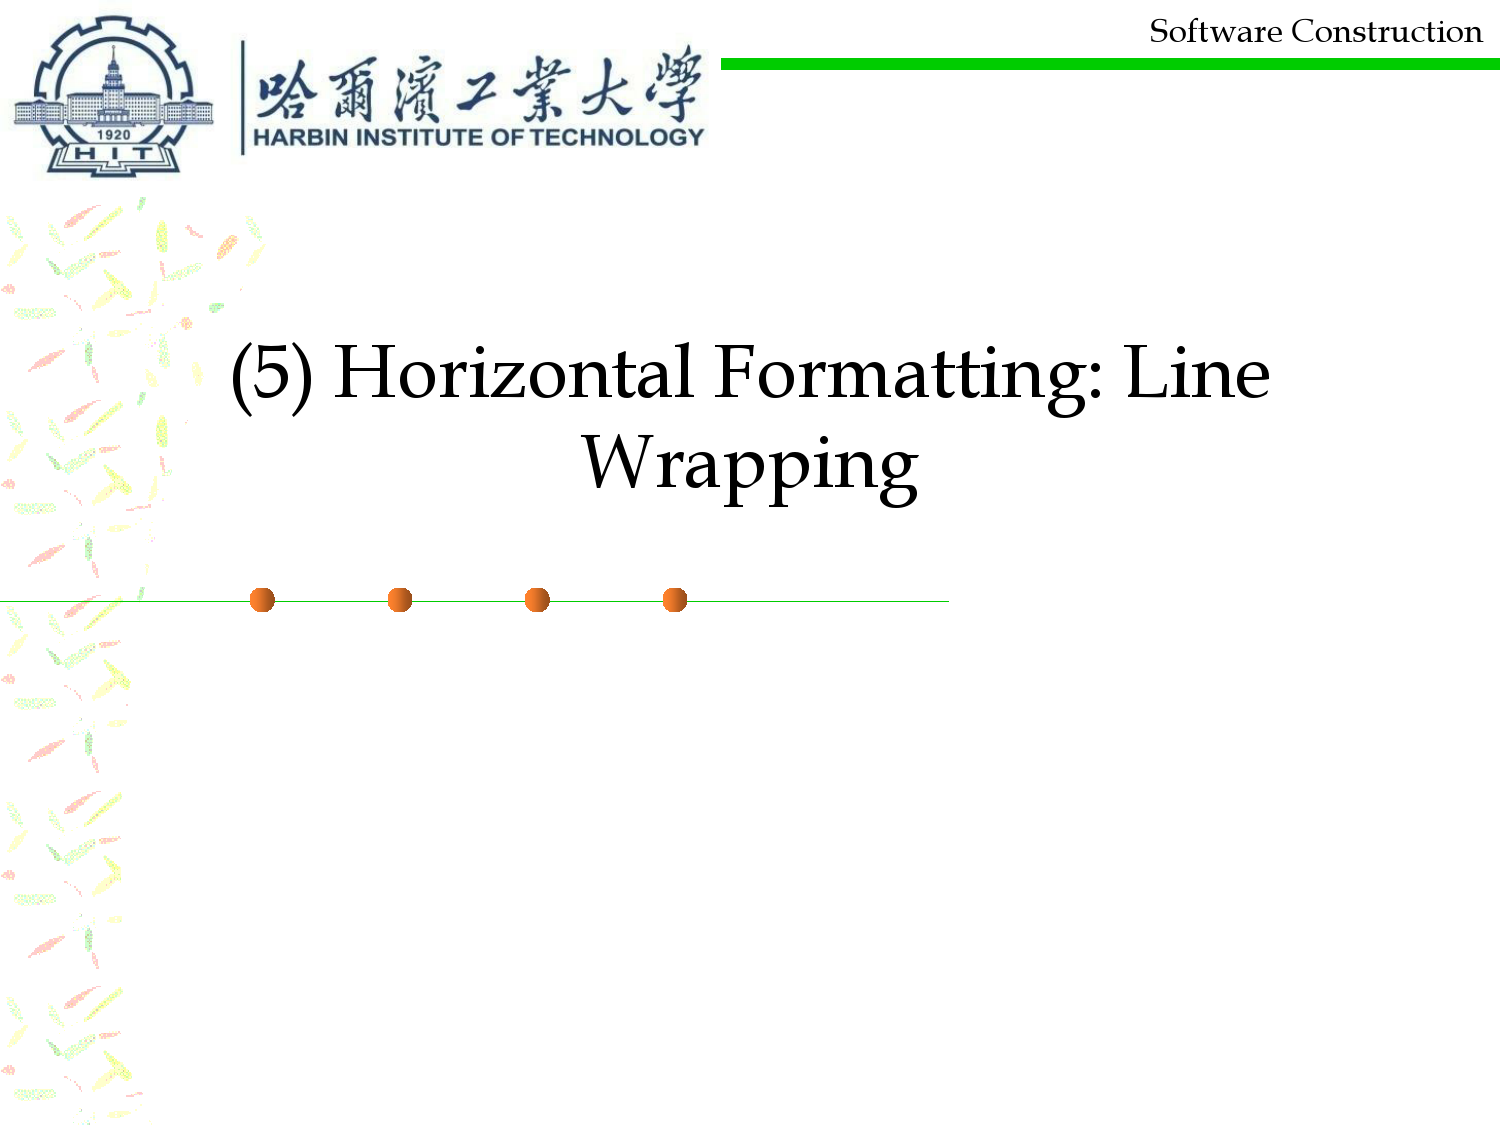 Software Construction
哈爾濱工業大學
HARBIN INSTITUTE OF TECHNOLOGY
1920
HIT
(5) Horizontal Formatting: Line
Wrapping